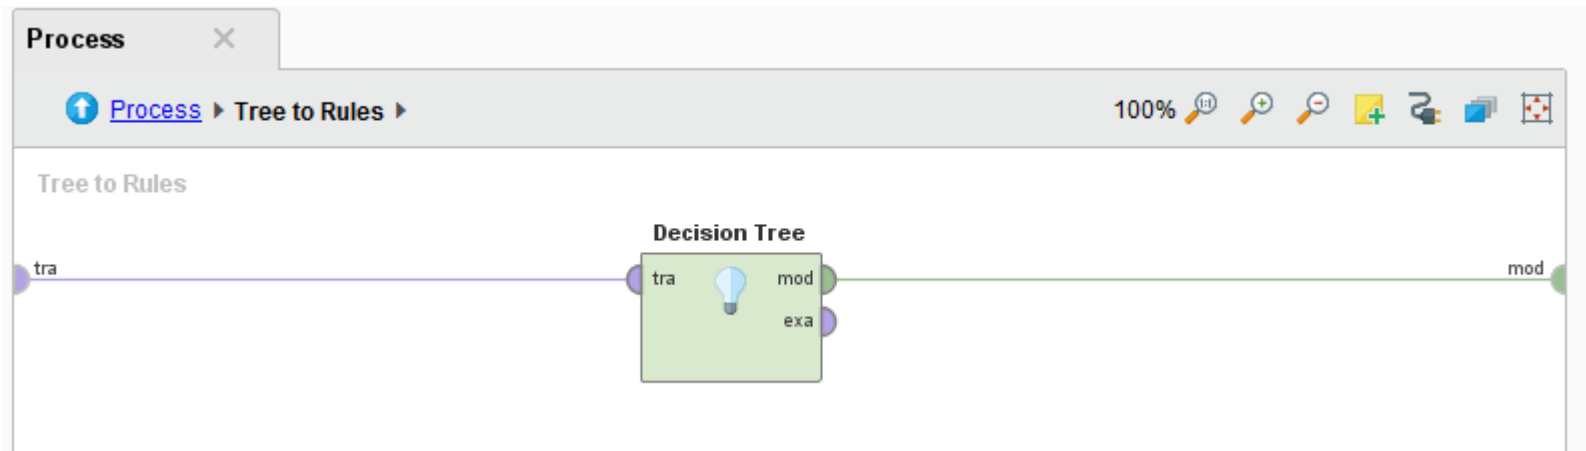 Process
Process Tree to Rules
100%
Tree to Rules
Decision Tree
tra
tra mod
mod
exa